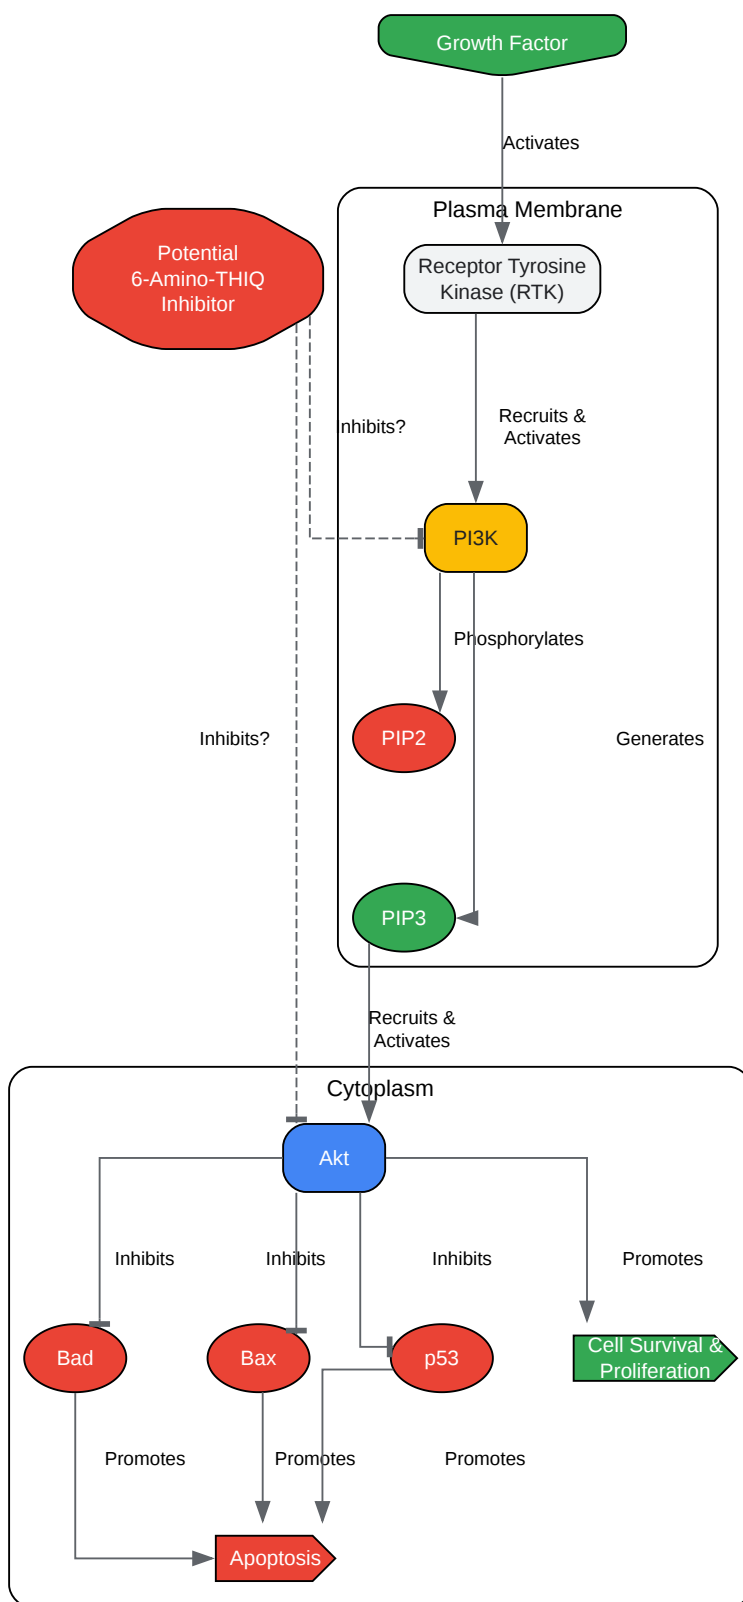 Growth Factor
Activates
Plasma Membrane
Potential
6-Amino-THIQ
Inhibitor
Receptor Tyrosine
Kinase (RTK)
Inhibits?
Recruits &
Activates
PI3K
Phosphorylates
PIP2
Inhibits?
Generates
PIP3
Recruits &
Activates
Cytoplasm
Akt
Inhibits
Inhibits
Inhibits
Promotes
Bad
Bax
p53
Cell Survival &
Proliferation
Promotes
Promotes
Promotes
Apoptosis